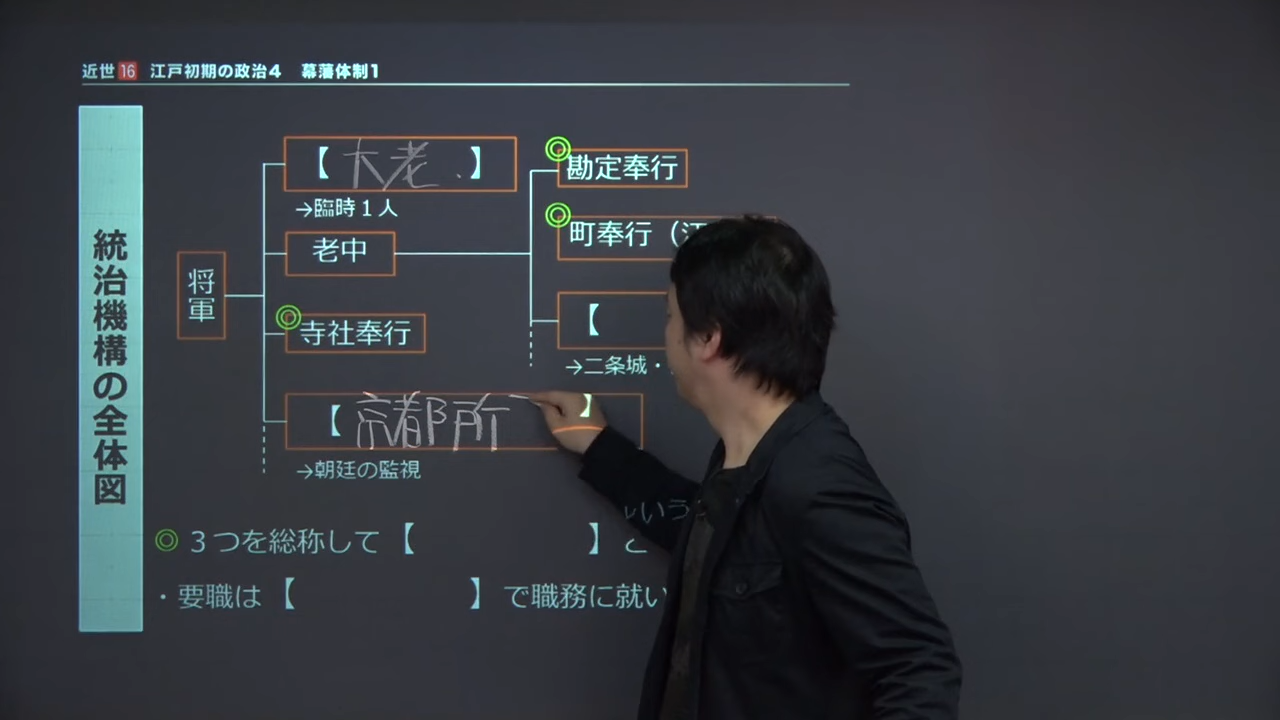 近世16 江戸初期の政治4 幕藩体制1
統治機構の全体図
将軍
【 大老 】
→臨時1人
老中
◎寺社奉行
【 京都所 】
→朝廷の監視
◎勘定奉行
◎町奉行(江
【
→二条城・
◎3つを総称して【 】という
・要職は【 】で職務に就い